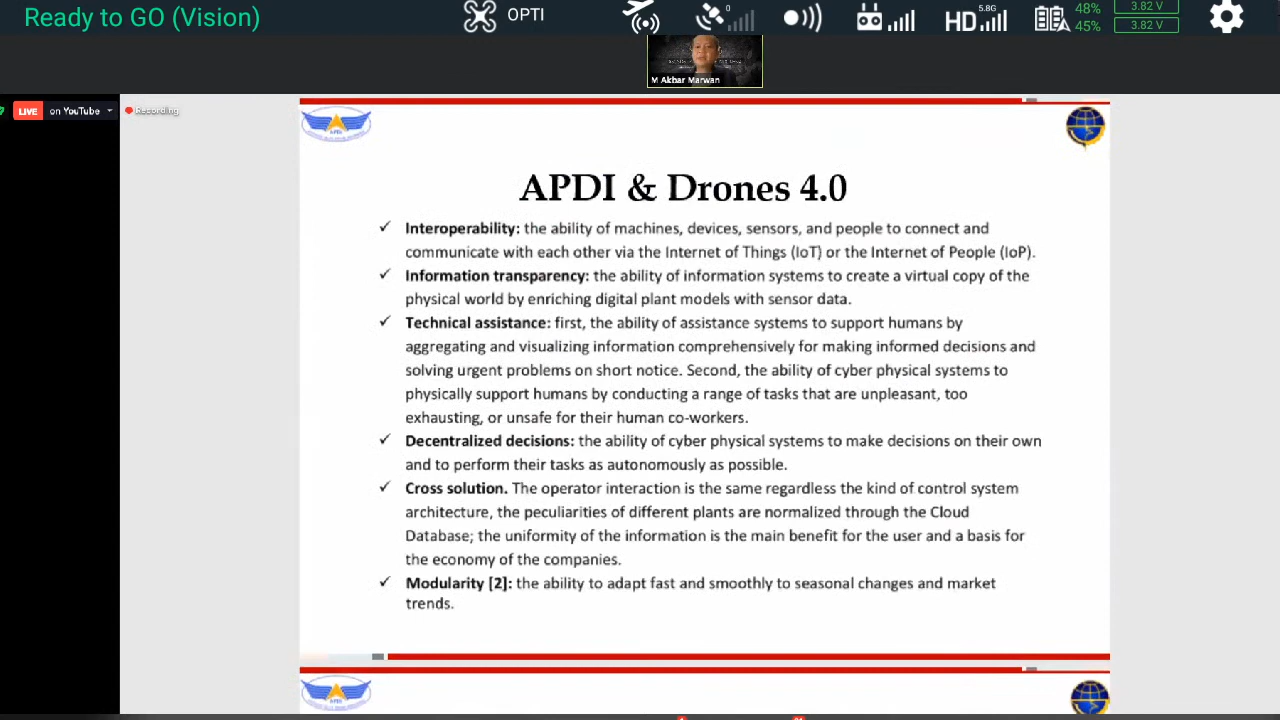 Ready to GO (Vision)
OPTI
0
5.8G
HD
48%
45%
3.82 V
3.82 V
M Akbar Marwan
LIVE on YouTube
Recording
APDI
APDI & Drones 4.0
✓ Interoperability: the ability of machines, devices, sensors, and people to connect and
communicate with each other via the Internet of Things (IoT) or the Internet of People (IoP).
✓ Information transparency: the ability of information systems to create a virtual copy of the
physical world by enriching digital plant models with sensor data.
✓ Technical assistance: first, the ability of assistance systems to support humans by
aggregating and visualizing information comprehensively for making informed decisions and
solving urgent problems on short notice. Second, the ability of cyber physical systems to
physically support humans by conducting a range of tasks that are unpleasant, too
exhausting, or unsafe for their human co-workers.
✓ Decentralized decisions: the ability of cyber physical systems to make decisions on their own
and to perform their tasks as autonomously as possible.
✓ Cross solution. The operator interaction is the same regardless the kind of control system
architecture, the peculiarities of different plants are normalized through the Cloud
Database; the uniformity of the information is the main benefit for the user and a basis for
the economy of the companies.
✓ Modularity [2]: the ability to adapt fast and smoothly to seasonal changes and market
trends.
APDI